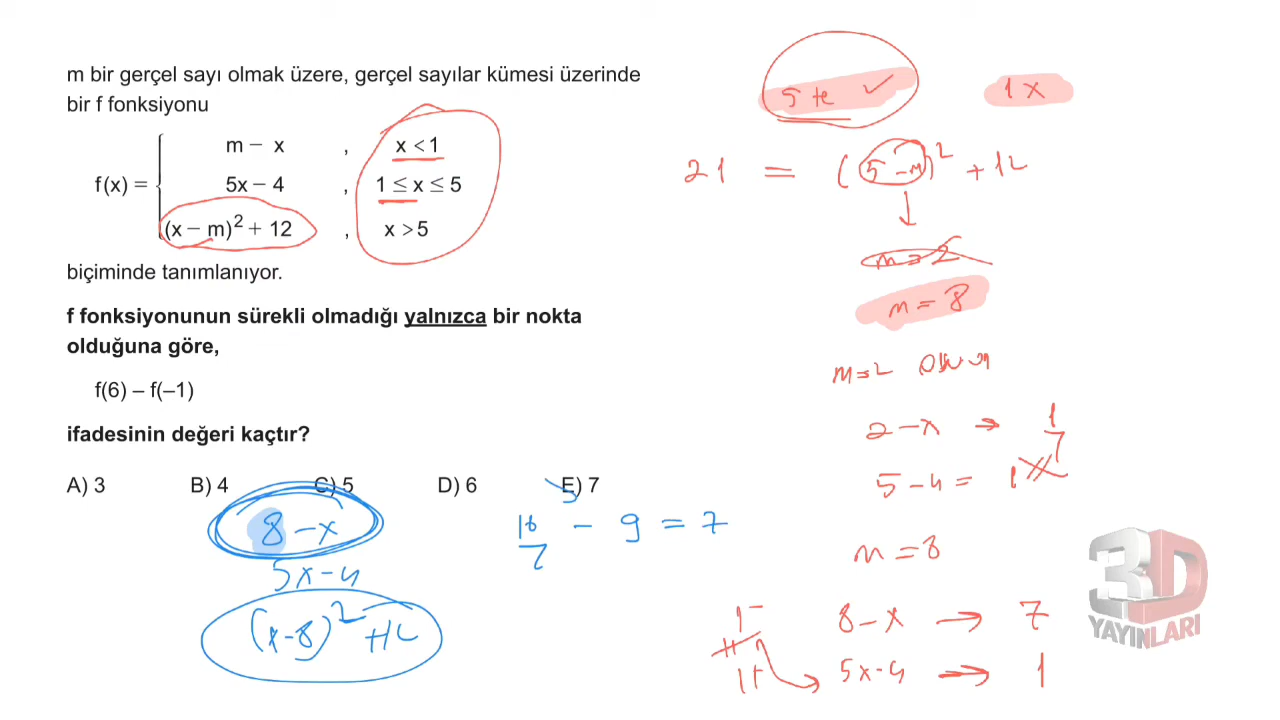 m bir gerçel sayı olmak üzere, gerçel sayılar kümesi üzerinde
bir f fonksiyonu
m − x , x < 1
f(x) = 5x − 4 , 1 ≤ x ≤ 5
(x − m)² + 12 , x > 5
biçiminde tanımlanıyor.
f fonksiyonunun sürekli olmadığı yalnızca bir nokta
olduğuna göre,
f(6) − f(−1)
ifadesinin değeri kaçtır?
A) 3 B) 4 C) 5 D) 6 E) 7
8 − x
5x − 4
(x − 8)² + 12
16 − 9 = 7
5 te ✓ 1 x
21 = (5 − m)² + 12
m = 2
m = 8
m = 2 olsun
2 − x → 1
5 − 4 = 1
m = 8
1⁻ 8 − x → 7
1⁺ 5x − 4 → 1
3D
YAYINLARI